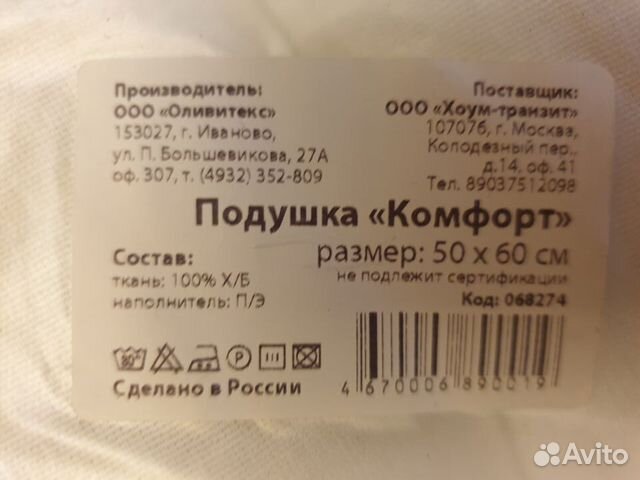 Производитель:
ООО «Оливитекс»
153027, г. Иваново,
ул. П. Большевикова, 27А
оф. 307, т. (4932) 352-809
Поставщик:
ООО «Хоум-транзит»
107076, г. Москва,
Колодезный пер.,
д.14, оф. 41
Тел. 89037512098
Подушка «Комфорт»
размер: 50 x 60 см
не подлежит сертификации
Код: 068274
Состав:
ткань: 100% Х/Б
наполнитель: П/Э
80°
P
Сделано в России
4 670006 890019
Avito